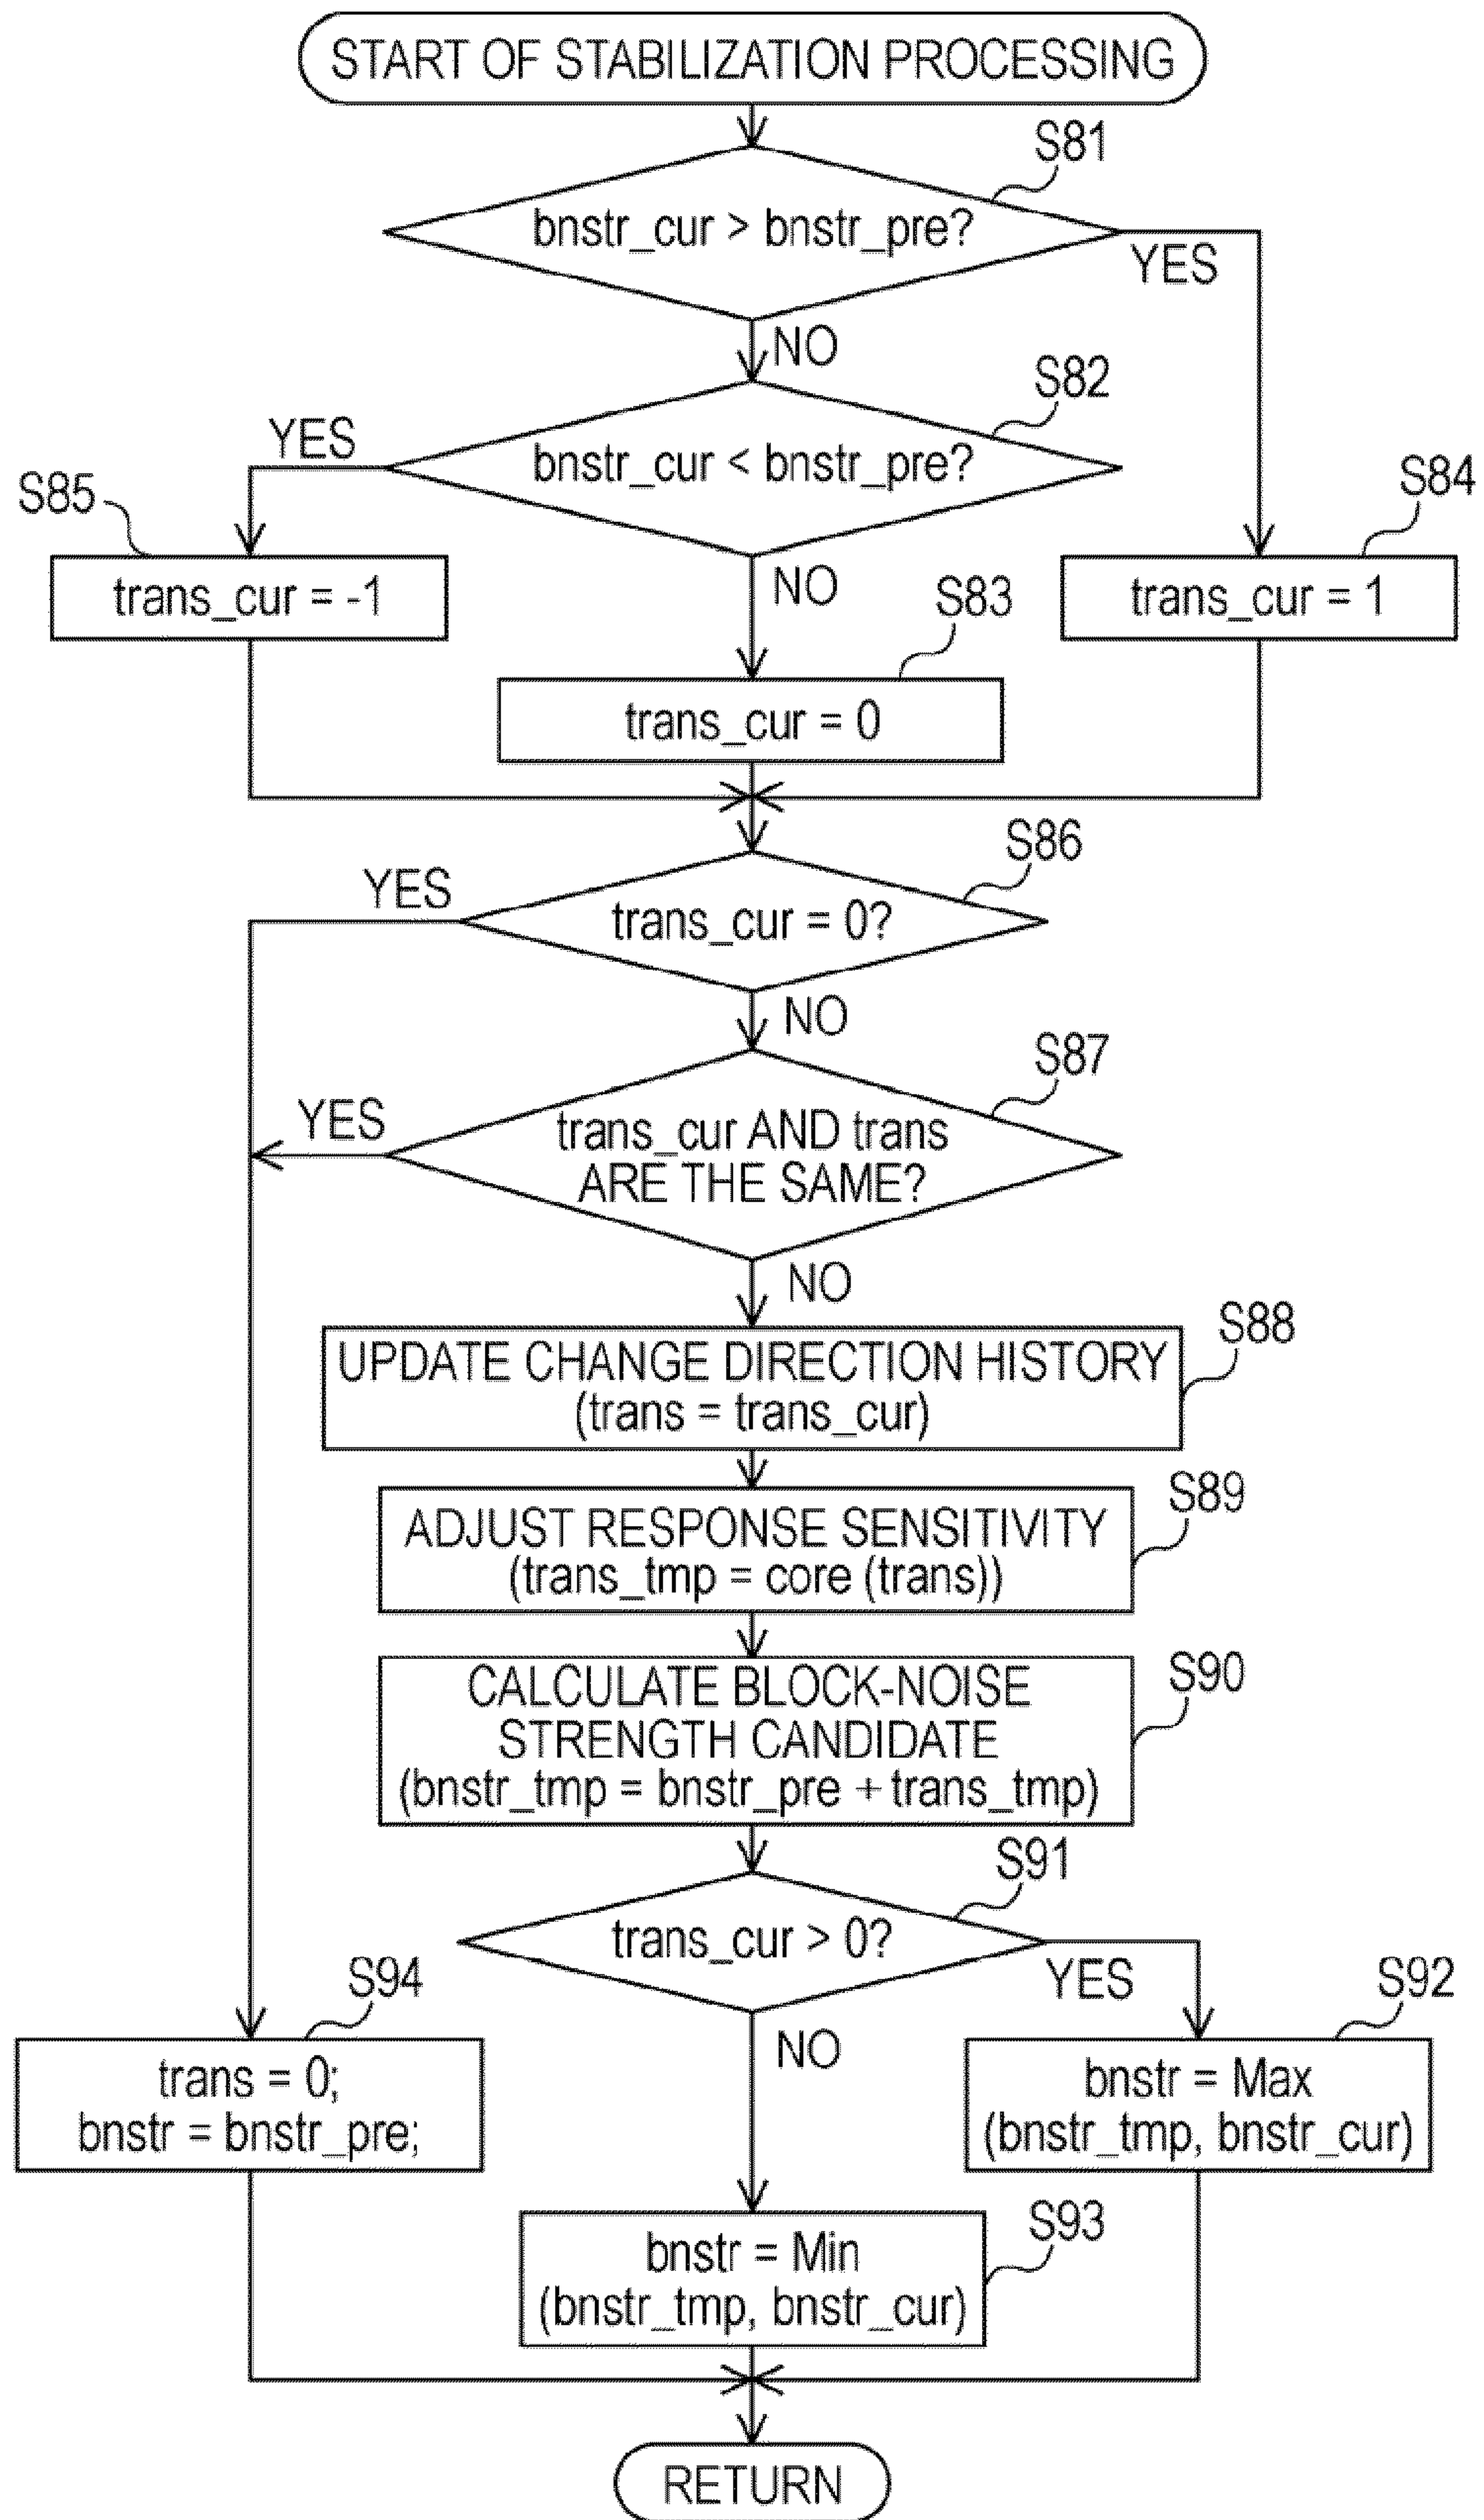 START OF STABILIZATION PROCESSING
S81
bnstr_cur > bnstr_pre?
YES
NO
S82
YES
bnstr_cur < bnstr_pre?
S85
S84
trans_cur = -1
NO
S83
trans_cur = 1
trans_cur = 0
S86
YES
trans_cur = 0?
NO
S87
YES
trans_cur AND trans
ARE THE SAME?
NO
S88
UPDATE CHANGE DIRECTION HISTORY
(trans = trans_cur)
S89
ADJUST RESPONSE SENSITIVITY
(trans_tmp = core (trans))
S90
CALCULATE BLOCK-NOISE
STRENGTH CANDIDATE
(bnstr_tmp = bnstr_pre + trans_tmp)
S91
trans_cur > 0?
YES
S94
S92
NO
trans = 0;
bnstr = bnstr_pre;
bnstr = Max
(bnstr_tmp, bnstr_cur)
S93
bnstr = Min
(bnstr_tmp, bnstr_cur)
RETURN